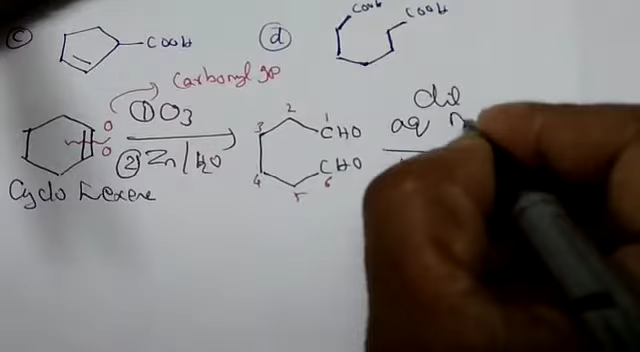 COOH COOH
(c) COOH (d)
Carbonyl gp
① O3 dil
O O 1 2 3 CHO aq N
② Zn/H2O 4 5 6 CHO
Cyclo hexene